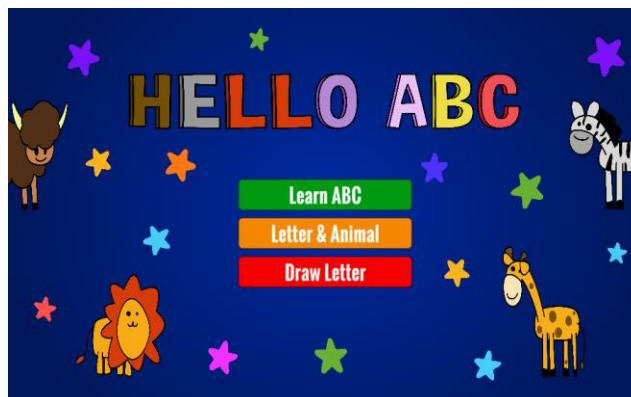 HELLO ABC
Learn ABC
Letter & Animal
Draw Letter